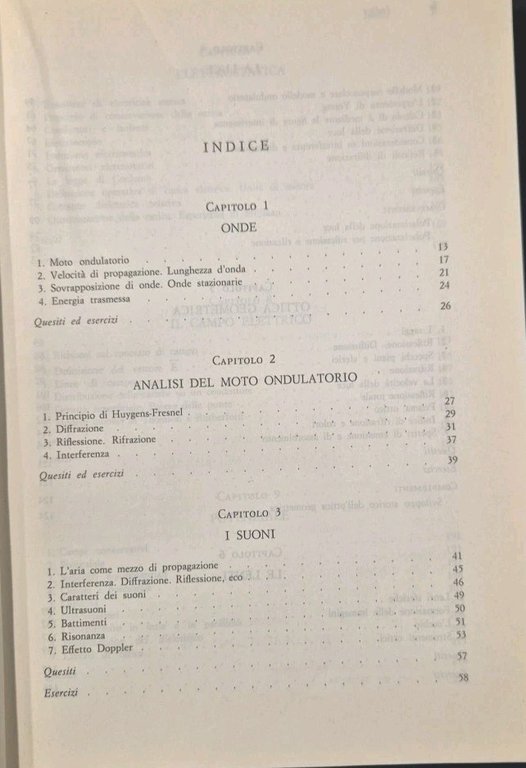 INDICE
CAPITOLO 1
ONDE
1. Moto ondulatorio . . . . . . . . . . 13
2. Velocità di propagazione. Lunghezza d'onda . . . . . . 17
3. Sovrapposizione di onde. Onde stazionarie . . . . . . 21
4. Energia trasmessa . . . . . . . . . . 24
Quesiti ed esercizi . . . . . . . . . . 26
CAPITOLO 2
ANALISI DEL MOTO ONDULATORIO
1. Principio di Huygens-Fresnel . . . . . . . . 27
2. Diffrazione . . . . . . . . . . 29
3. Riflessione. Rifrazione . . . . . . . . . 31
4. Interferenza . . . . . . . . . . 37
Quesiti ed esercizi . . . . . . . . . . 39
CAPITOLO 3
I SUONI
1. L'aria come mezzo di propagazione . . . . . . . 41
2. Interferenza. Diffrazione. Riflessione, eco . . . . . . 45
3. Caratteri dei suoni . . . . . . . . . . 46
4. Ultrasuoni . . . . . . . . . . 49
5. Battimenti . . . . . . . . . . 50
6. Risonanza . . . . . . . . . . 51
7. Effetto Doppler . . . . . . . . . . 53
Quesiti . . . . . . . . . . 57
Esercizi . . . . . . . . . . 58